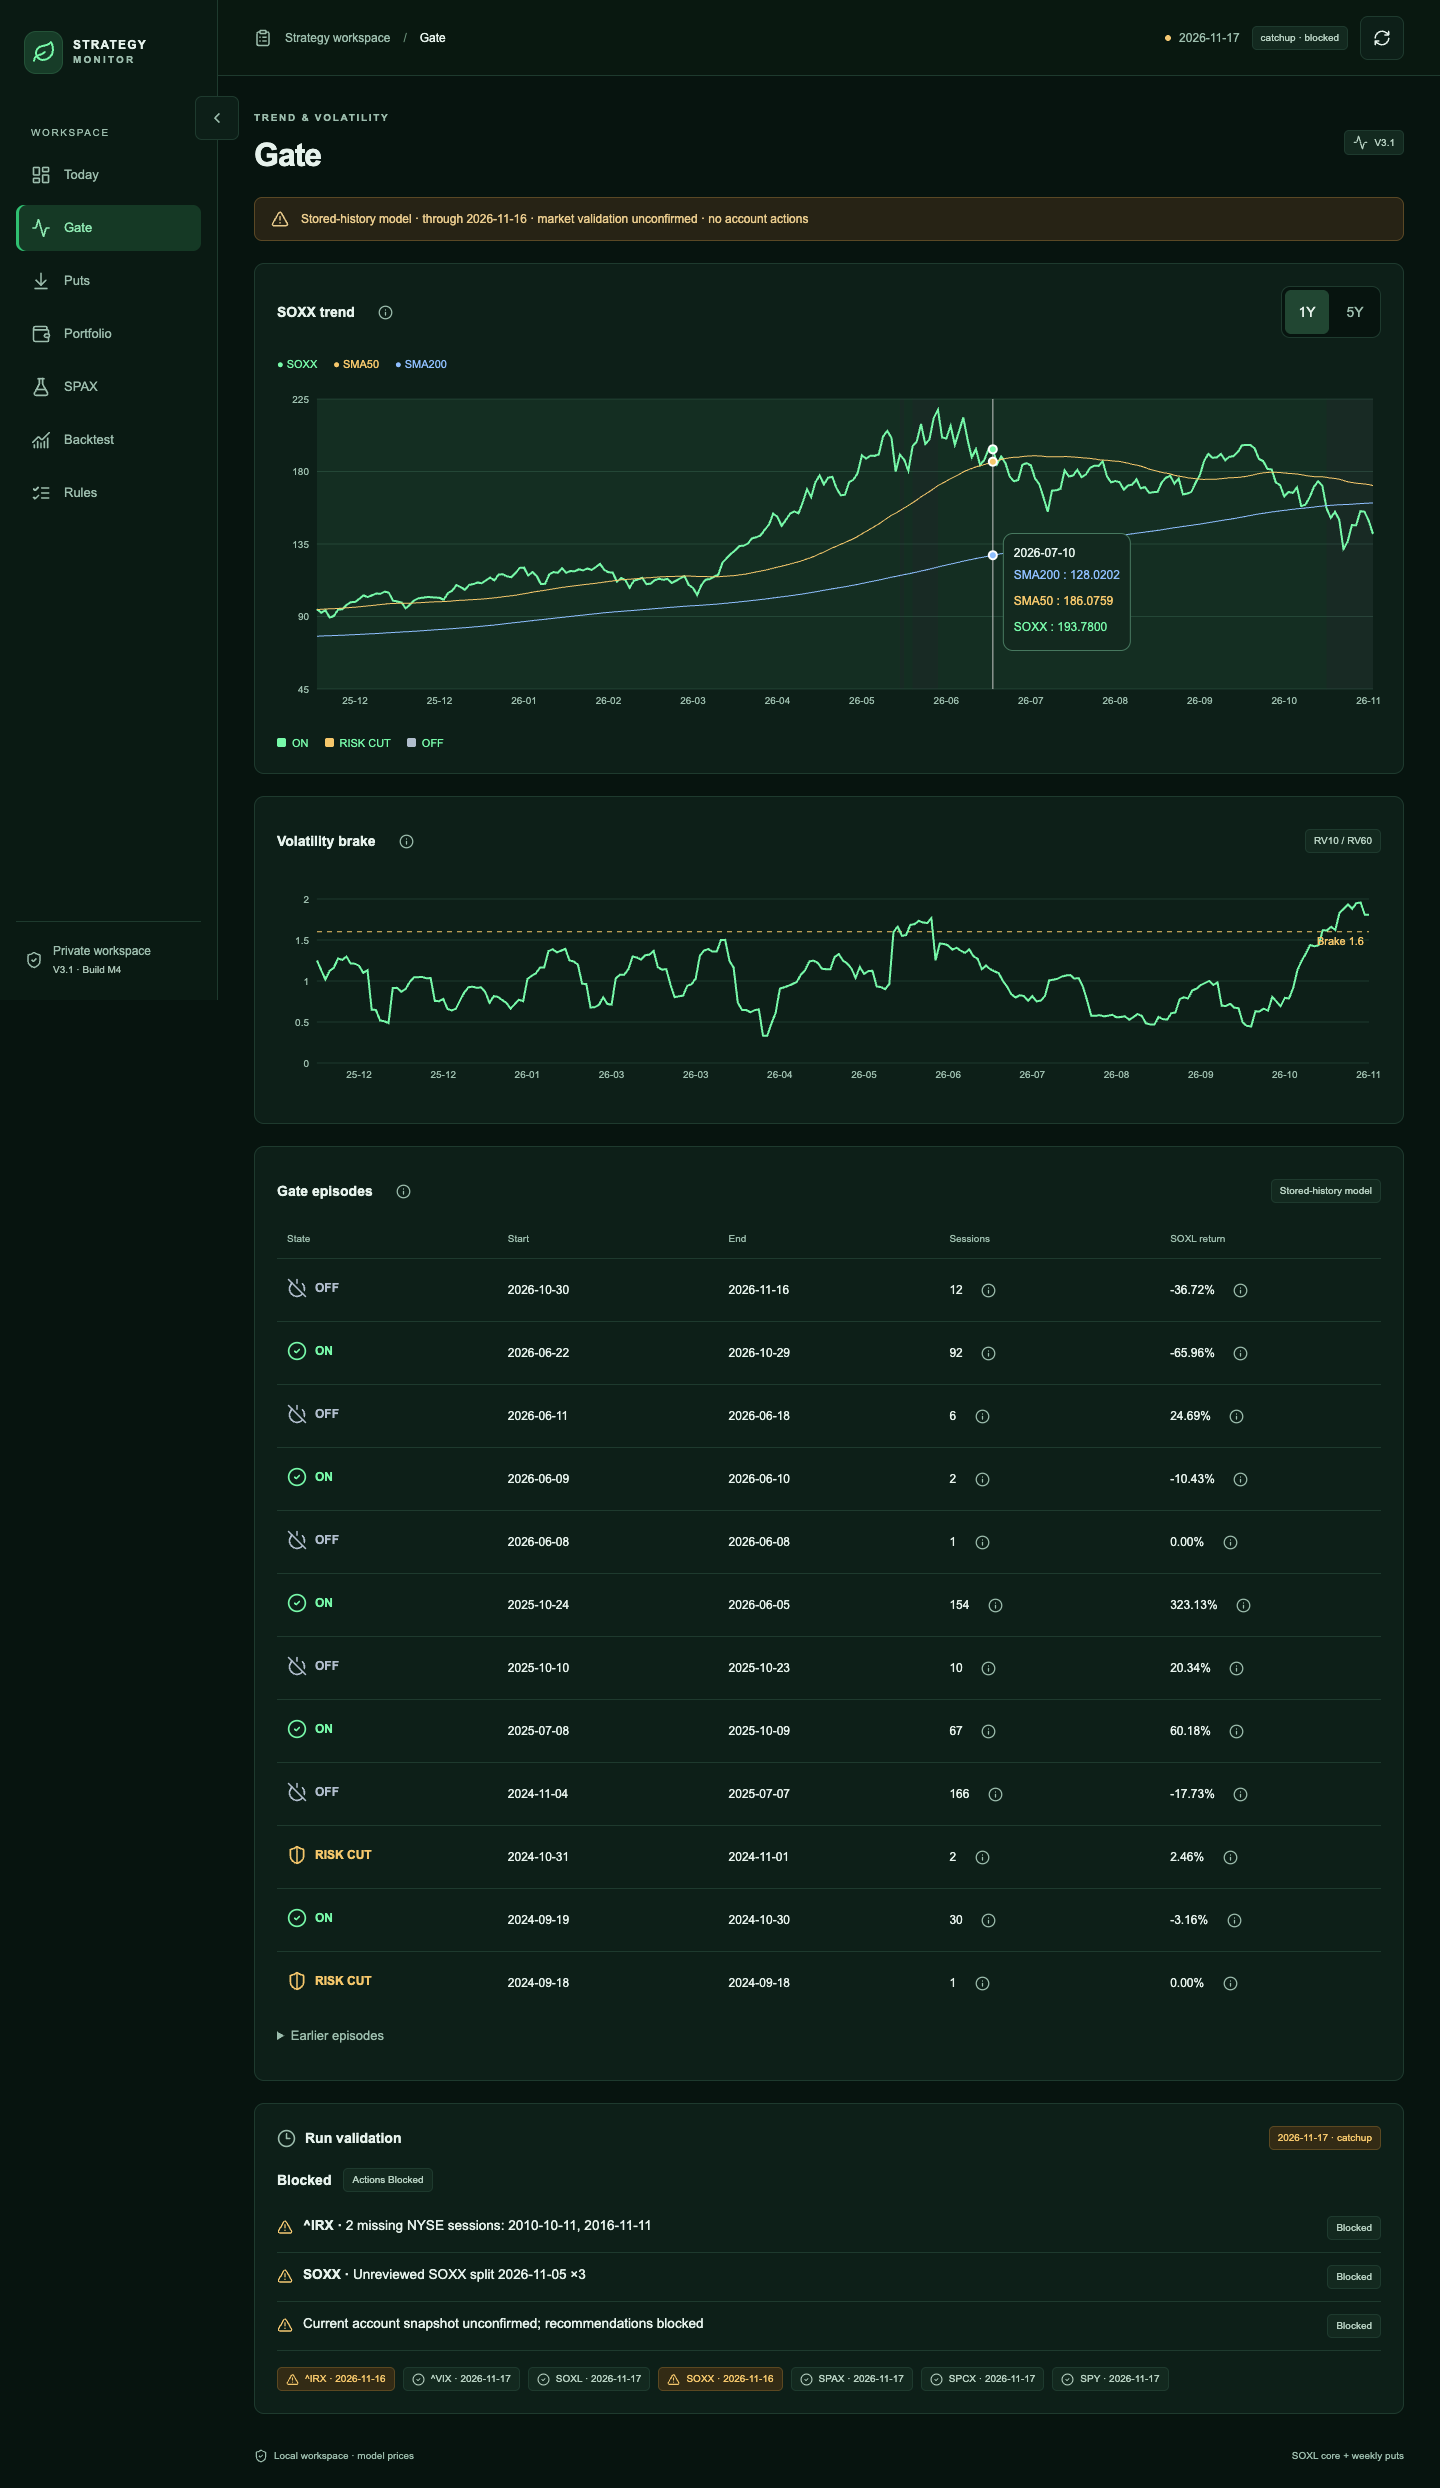 STRATEGY
MONITOR
Strategy workspace / Gate
2026-11-17
catchup · blocked
WORKSPACE
Today
Gate
Puts
Portfolio
SPAX
Backtest
Rules
Private workspace
V3.1 · Build M4
TREND & VOLATILITY
Gate
V3.1
Stored-history model · through 2026-11-16 · market validation unconfirmed · no account actions
SOXX trend
1Y 5Y
SOXX SMA50 SMA200
225
180
135
90
45
2026-07-10
SMA200 : 128.0202
SMA50 : 186.0759
SOXX : 193.7800
25-12 25-12 26-01 26-02 26-03 26-04 26-05 26-06 26-07 26-08 26-09 26-10 26-11
ON RISK CUT OFF
Volatility brake
RV10 / RV60
2
1.5
1
0.5
0
Brake 1.6
25-12 25-12 26-01 26-03 26-03 26-04 26-05 26-06 26-07 26-08 26-09 26-10 26-11
Gate episodes
Stored-history model
State Start End Sessions SOXL return
OFF 2026-10-30 2026-11-16 12 -36.72%
ON 2026-06-22 2026-10-29 92 -65.96%
OFF 2026-06-11 2026-06-18 6 24.69%
ON 2026-06-09 2026-06-10 2 -10.43%
OFF 2026-06-08 2026-06-08 1 0.00%
ON 2025-10-24 2026-06-05 154 323.13%
OFF 2025-10-10 2025-10-23 10 20.34%
ON 2025-07-08 2025-10-09 67 60.18%
OFF 2024-11-04 2025-07-07 166 -17.73%
RISK CUT 2024-10-31 2024-11-01 2 2.46%
ON 2024-09-19 2024-10-30 30 -3.16%
RISK CUT 2024-09-18 2024-09-18 1 0.00%
Earlier episodes
Run validation
2026-11-17 · catchup
Blocked Actions Blocked
^IRX · 2 missing NYSE sessions: 2010-10-11, 2016-11-11 Blocked
SOXX · Unreviewed SOXX split 2026-11-05 ×3 Blocked
Current account snapshot unconfirmed; recommendations blocked Blocked
^IRX · 2026-11-16 ^VIX · 2026-11-17 SOXL · 2026-11-17 SOXX · 2026-11-16 SPAX · 2026-11-17 SPCX · 2026-11-17 SPY · 2026-11-17
Local workspace · model prices
SOXL core + weekly puts